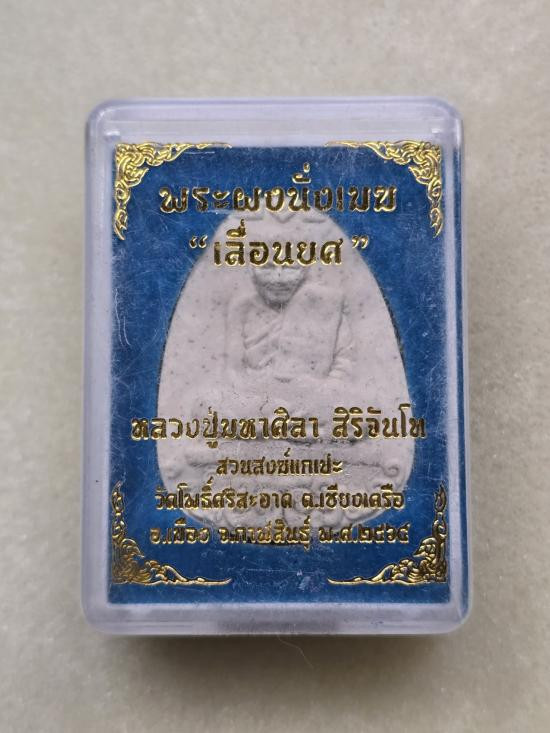 พระผงนั่งเมฆ
“เลื่อนยศ”
หลวงปู่มหาศิลา สิริจันโท
สวนสงฆ์แกเปะ
วัดโพธิ์ศรีสะอาด ต.เชียงเครือ
อ.เมือง จ.กาฬสินธุ์ พ.ศ.๒๕๖๔